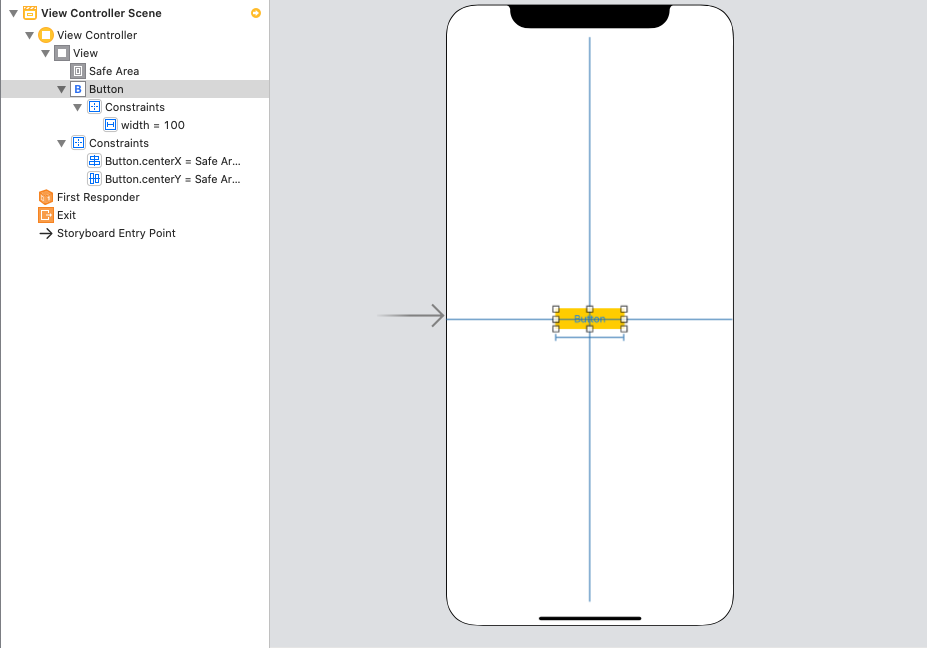 View Controller Scene
View Controller
View
Safe Area
B Button
Constraints
width = 100
Constraints
Button.centerX = Safe Ar...
Button.centerY = Safe Ar...
First Responder
Exit
Storyboard Entry Point
Button